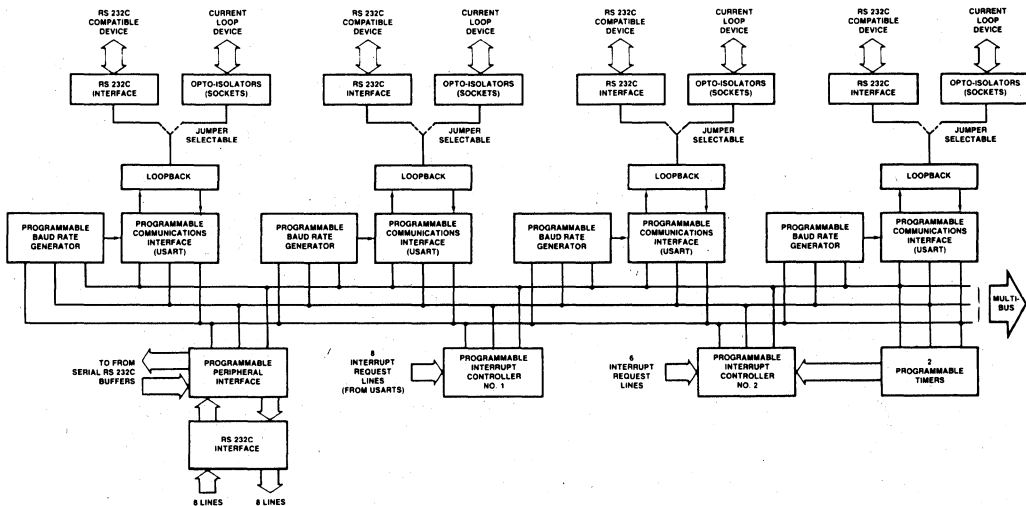 RS 232C
COMPATIBLE
DEVICE
CURRENT
LOOP
DEVICE
RS 232C
COMPATIBLE
DEVICE
CURRENT
LOOP
DEVICE
RS 232C
COMPATIBLE
DEVICE
CURRENT
LOOP
DEVICE
RS 232C
COMPATIBLE
DEVICE
CURRENT
LOOP
DEVICE
RS 232C
INTERFACE
OPTO-ISOLATORS
(SOCKETS)
RS 232C
INTERFACE
OPTO-ISOLATORS
(SOCKETS)
RS 232C
INTERFACE
OPTO-ISOLATORS
(SOCKETS)
RS 232C
INTERFACE
OPTO-ISOLATORS
(SOCKETS)
JUMPER
SELECTABLE
JUMPER
SELECTABLE
JUMPER
SELECTABLE
JUMPER
SELECTABLE
LOOPBACK
LOOPBACK
LOOPBACK
LOOPBACK
PROGRAMMABLE
BAUD RATE
GENERATOR
PROGRAMMABLE
COMMUNICATIONS
INTERFACE
(USART)
PROGRAMMABLE
BAUD RATE
GENERATOR
PROGRAMMABLE
COMMUNICATIONS
INTERFACE
(USART)
PROGRAMMABLE
BAUD RATE
GENERATOR
PROGRAMMABLE
COMMUNICATIONS
INTERFACE
(USART)
PROGRAMMABLE
BAUD RATE
GENERATOR
PROGRAMMABLE
COMMUNICATIONS
INTERFACE
(USART)
MULTI-
BUS
TO FROM
SERIAL RS 232C
BUFFERS
PROGRAMMABLE
PERIPHERAL
INTERFACE
8
INTERRUPT
REQUEST
LINES
(FROM USARTS)
PROGRAMMABLE
INTERRUPT
CONTROLLER
NO. 1
6
INTERRUPT
REQUEST
LINES
PROGRAMMABLE
INTERRUPT
CONTROLLER
NO. 2
2
PROGRAMMABLE
TIMERS
RS 232C
INTERFACE
8 LINES
8 LINES